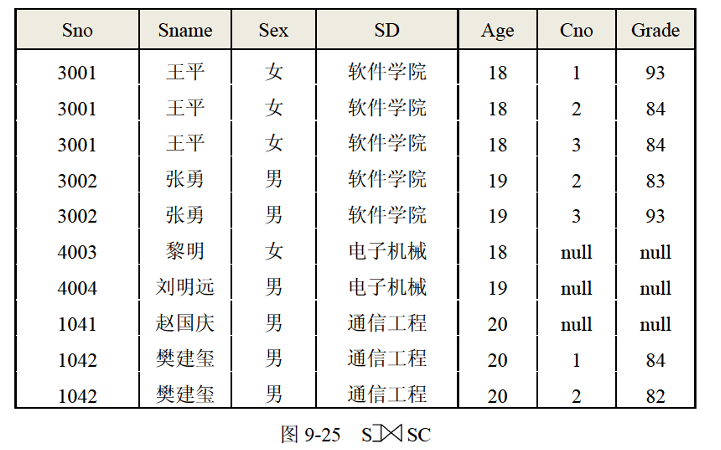 Sno Sname Sex SD Age Cno Grade
3001 王平 女 软件学院 18 1 93
3001 王平 女 软件学院 18 2 84
3001 王平 女 软件学院 18 3 84
3002 张勇 男 软件学院 19 2 83
3002 张勇 男 软件学院 19 3 93
4003 黎明 女 电子机械 18 null null
4004 刘明远 男 电子机械 19 null null
1041 赵国庆 男 通信工程 20 null null
1042 樊建玺 男 通信工程 20 1 84
1042 樊建玺 男 通信工程 20 2 82
图 9-25 S⟕SC